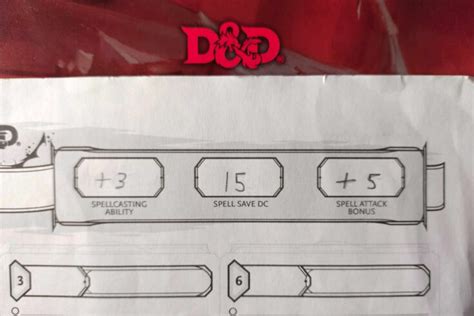 D&D
+3 15 +5
SPELLCASTING ABILITY SPELL SAVE DC SPELL ATTACK BONUS
3 6